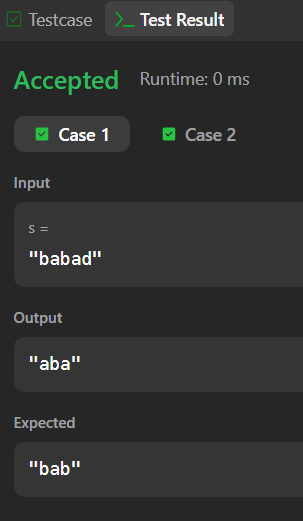 Testcase
Test Result
Accepted Runtime: 0 ms
Case 1 Case 2
Input
s =
"babad"
Output
"aba"
Expected
"bab"